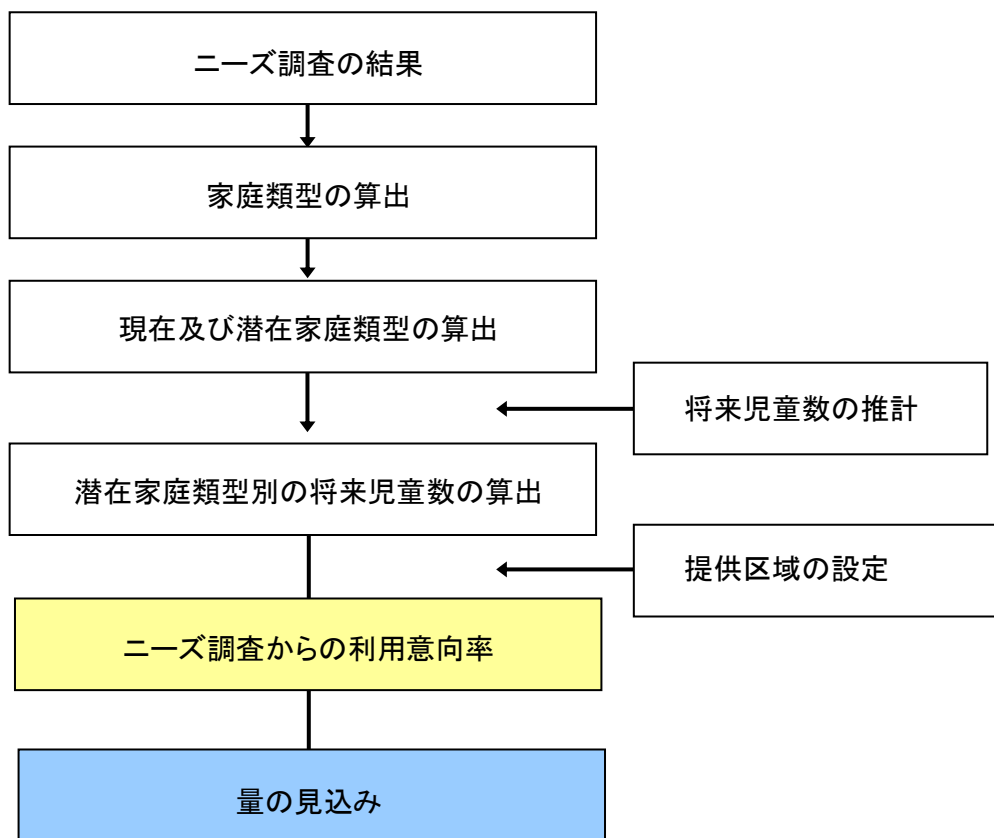 ニーズ調査の結果
家庭類型の算出
現在及び潜在家庭類型の算出
将来児童数の推計
潜在家庭類型別の将来児童数の算出
提供区域の設定
ニーズ調査からの利用意向率
量の見込み